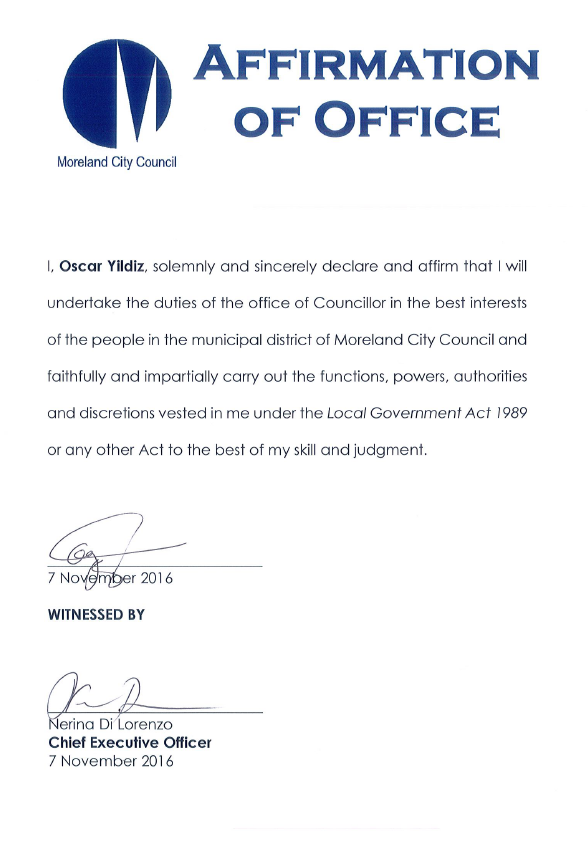 AFFIRMATION
OF OFFICE
Moreland City Council
I, Oscar Yildiz, solemnly and sincerely declare and affirm that I will
undertake the duties of the office of Councillor in the best interests
of the people in the municipal district of Moreland City Council and
faithfully and impartially carry out the functions, powers, authorities
and discretions vested in me under the Local Government Act 1989
or any other Act to the best of my skill and judgment.
7 November 2016
WITNESSED BY
Nerina Di Lorenzo
Chief Executive Officer
7 November 2016